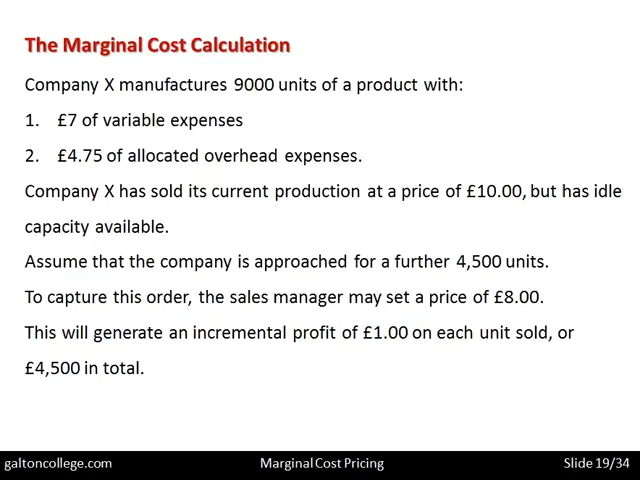 The Marginal Cost Calculation
Company X manufactures 9000 units of a product with:
1. £7 of variable expenses
2. £4.75 of allocated overhead expenses.
Company X has sold its current production at a price of £10.00, but has idle
capacity available.
Assume that the company is approached for a further 4,500 units.
To capture this order, the sales manager may set a price of £8.00.
This will generate an incremental profit of £1.00 on each unit sold, or
£4,500 in total.
galtoncollege.com Marginal Cost Pricing Slide 19/34